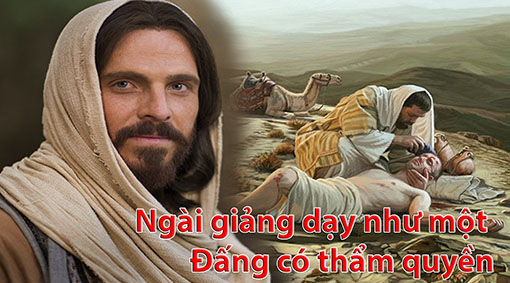 Ngài giảng dạy như một
Đấng có thẩm quyền